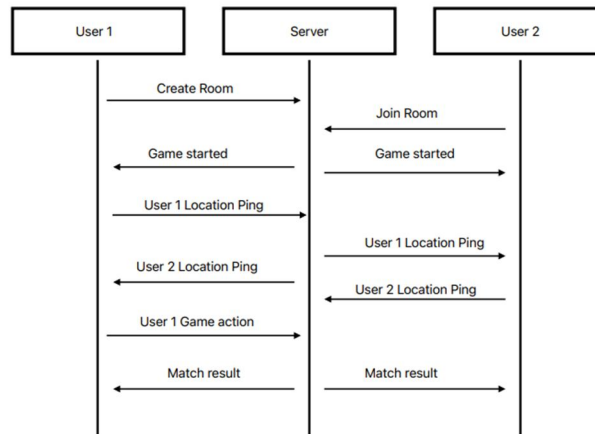 User 1
Server
User 2
Create Room
Join Room
Game started
Game started
User 1 Location Ping
User 1 Location Ping
User 2 Location Ping
User 2 Location Ping
User 1 Game action
Match result
Match result